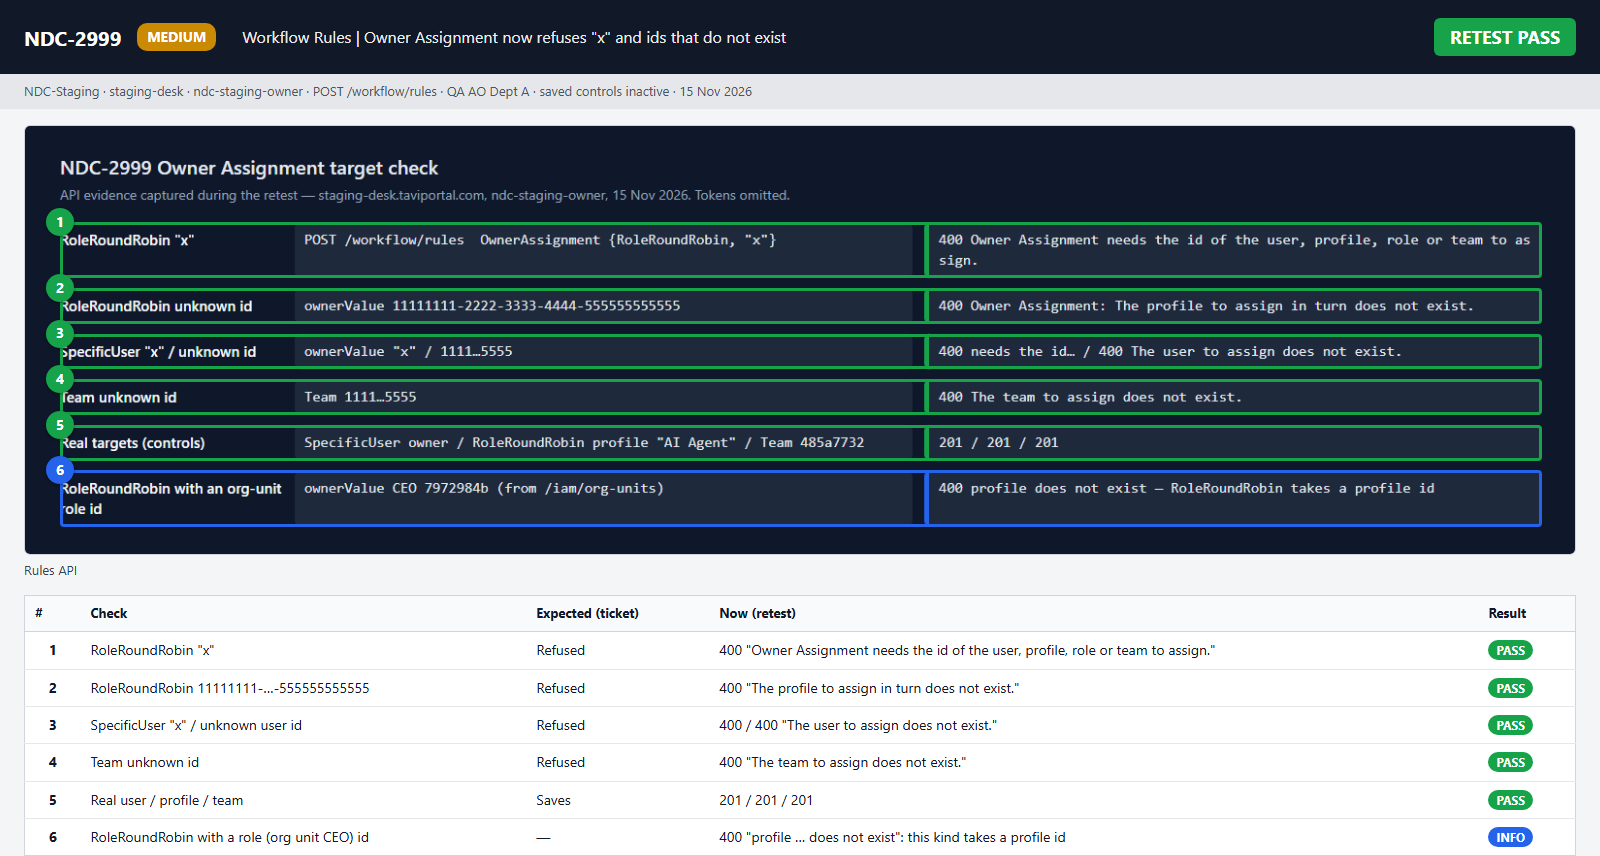 NDC-2999 MEDIUM Workflow Rules | Owner Assignment now refuses "x" and ids that do not exist RETEST PASS
NDC-Staging · staging-desk · ndc-staging-owner · POST /workflow/rules · QA AO Dept A · saved controls inactive · 15 Nov 2026
NDC-2999 Owner Assignment target check
API evidence captured during the retest — staging-desk.taviportal.com, ndc-staging-owner, 15 Nov 2026. Tokens omitted.
1
RoleRoundRobin "x" POST /workflow/rules OwnerAssignment {RoleRoundRobin, "x"} 400 Owner Assignment needs the id of the user, profile, role or team to as
sign.
2
RoleRoundRobin unknown id ownerValue 11111111-2222-3333-4444-555555555555 400 Owner Assignment: The profile to assign in turn does not exist.
3
SpecificUser "x" / unknown id ownerValue "x" / 1111…5555 400 needs the id… / 400 The user to assign does not exist.
4
Team unknown id Team 1111…5555 400 The team to assign does not exist.
5
Real targets (controls) SpecificUser owner / RoleRoundRobin profile "AI Agent" / Team 485a7732 201 / 201 / 201
6
RoleRoundRobin with an org-unit ownerValue CEO 7972984b (from /iam/org-units) 400 profile does not exist — RoleRoundRobin takes a profile id
role id
Rules API
# Check Expected (ticket) Now (retest) Result
1 RoleRoundRobin "x" Refused 400 "Owner Assignment needs the id of the user, profile, role or team to assign." PASS
2 RoleRoundRobin 11111111-...-555555555555 Refused 400 "The profile to assign in turn does not exist." PASS
3 SpecificUser "x" / unknown user id Refused 400 / 400 "The user to assign does not exist." PASS
4 Team unknown id Refused 400 "The team to assign does not exist." PASS
5 Real user / profile / team Saves 201 / 201 / 201 PASS
6 RoleRoundRobin with a role (org unit CEO) id — 400 "profile ... does not exist": this kind takes a profile id INFO